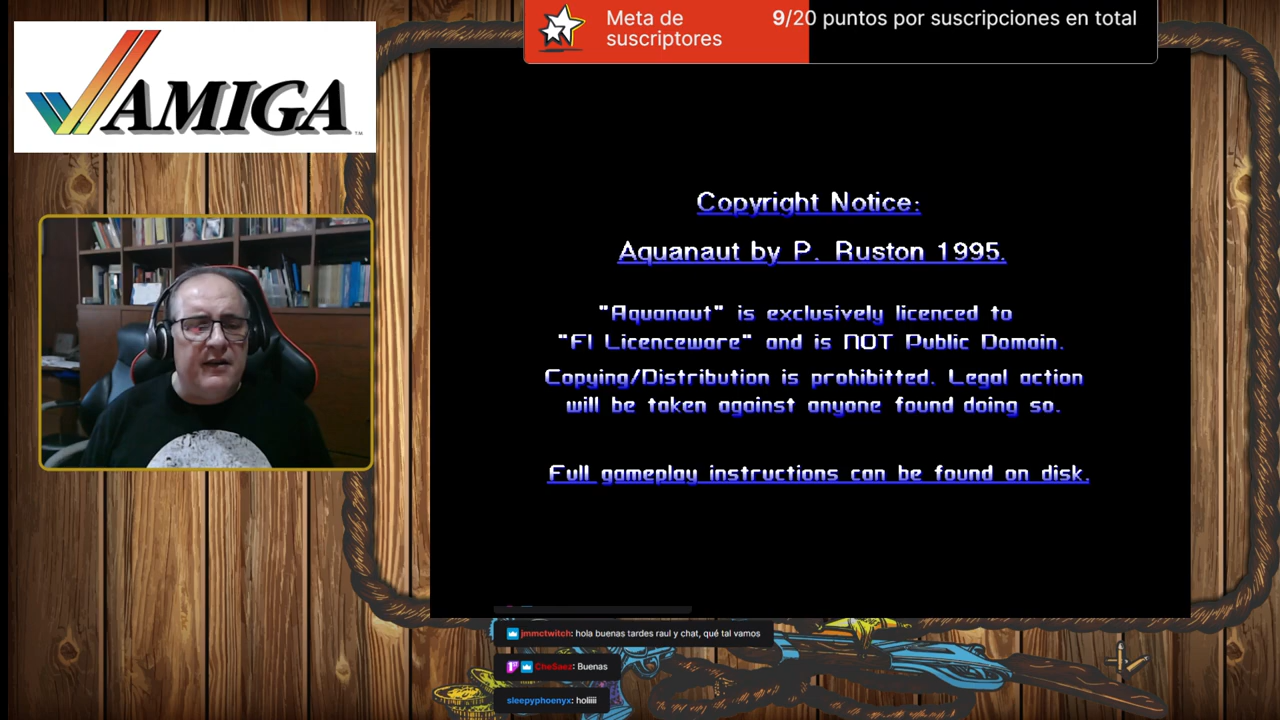 Meta de
suscriptores
9/20 puntos por suscripciones en total
AMIGA
TM
Copyright Notice:
Aquanaut by P. Ruston 1995.
"Aquanaut" is exclusively licenced to
"F1 Licenceware" and is NOT Public Domain.
Copying/Distribution is prohibitted. Legal action
will be taken against anyone found doing so.
Full gameplay instructions can be found on disk.
jmmctwitch: hola buenas tardes raul y chat, qué tal vamos
CheSaez: Buenas
sleepyphoenyx: holiiii